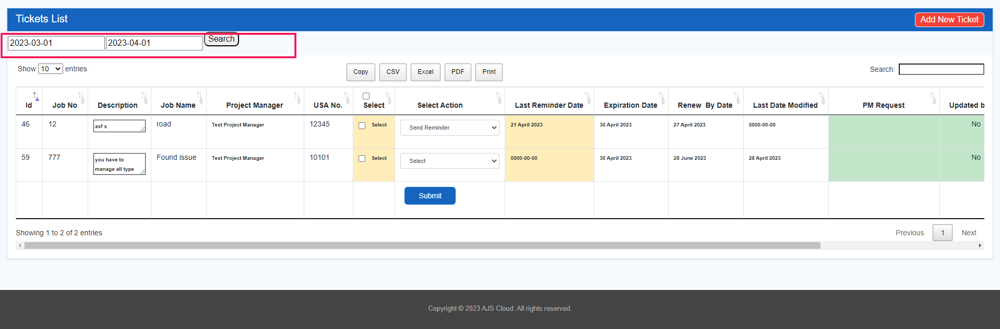 Tickets List
Add New Ticket
2023-03-01 2023-04-01 Search
Show 10 entries
Copy CSV Excel PDF Print
Search:
Id Job No Description Job Name Project Manager USA No. Select Select Action Last Reminder Date Expiration Date Renew By Date Last Date Modified PM Request Updated b
46 12 asf s road Test Project Manager 12345 Select Send Reminder 21 April 2023 30 April 2023 27 April 2023 0000-00-00 No
59 777 you have to Found issue Test Project Manager 10101 Select Select 0000-00-00 30 April 2023 28 June 2023 28 April 2023 No
manage all type
Submit
Showing 1 to 2 of 2 entries
Previous 1 Next
Copyright © 2023 AJS Cloud. All rights reserved.